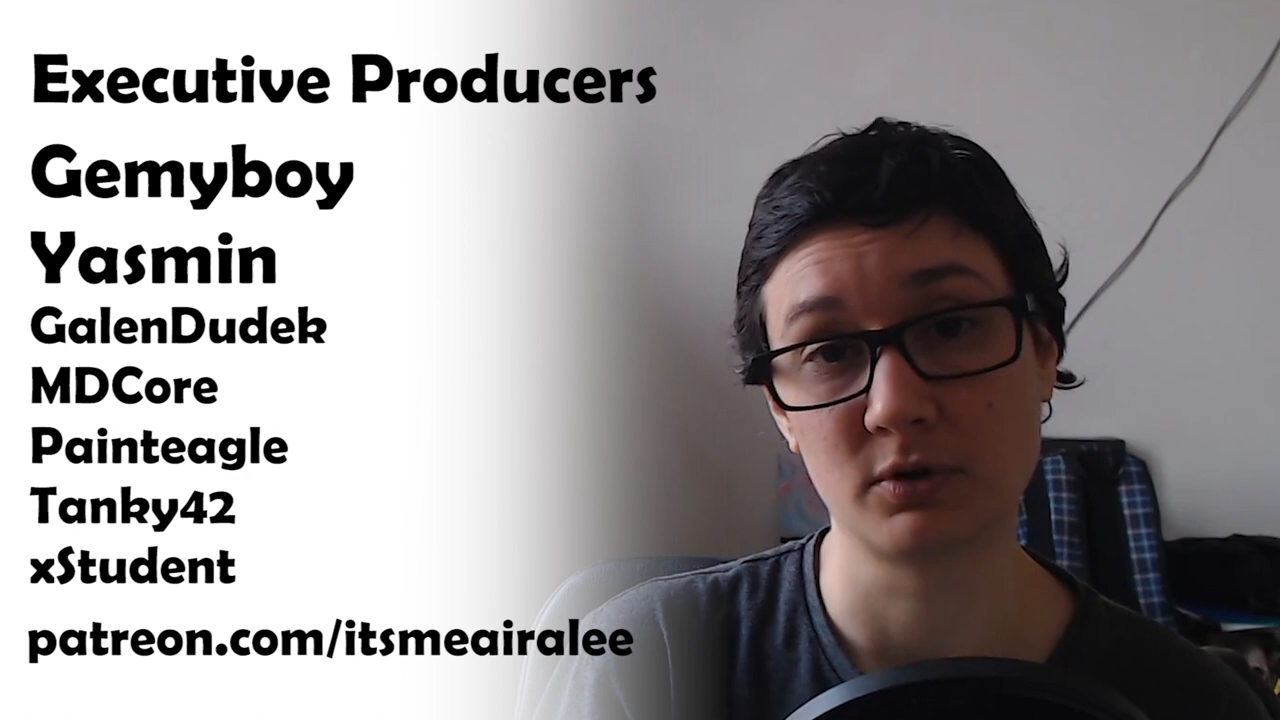 Executive Producers
Gemyboy
Yasmin
GalenDudek
MDCore
Painteagle
Tanky42
xStudent
patreon.com/itsmeairalee